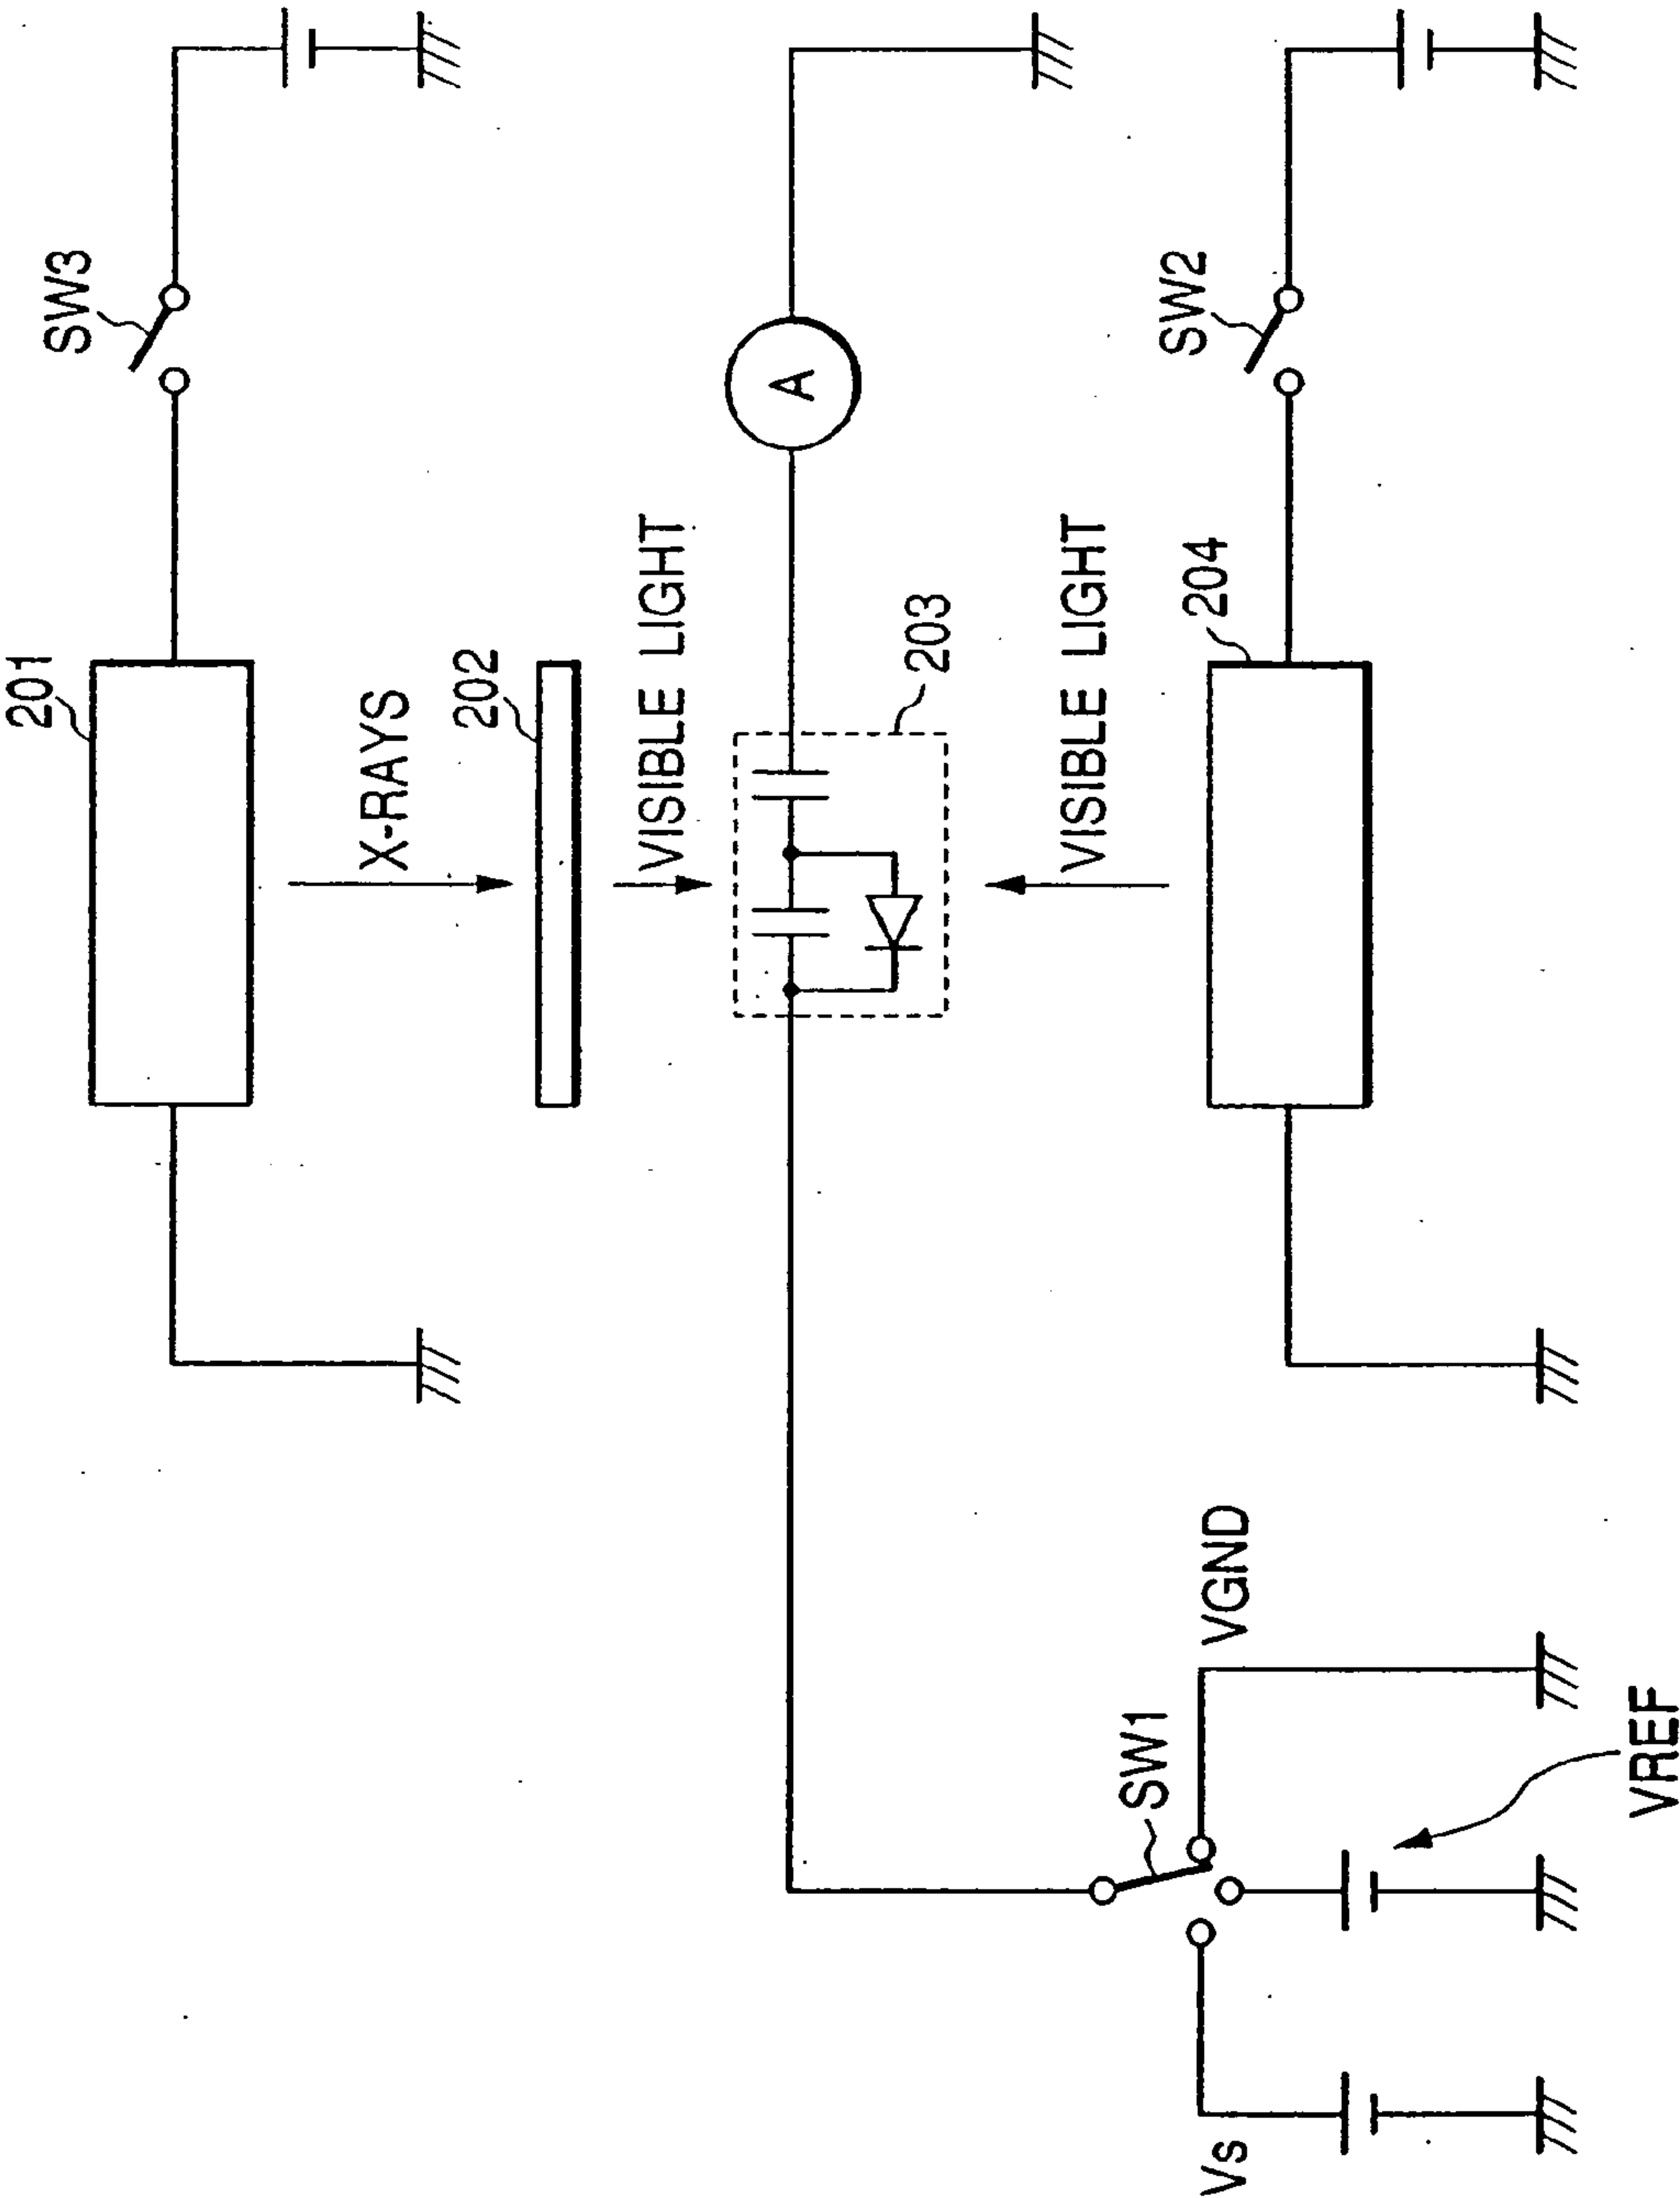 201
SW3
X-RAYS
202
VISIBLE LIGHT
A
203
VISIBLE LIGHT
204
SW2
SW1
VGND
Vs
VREF